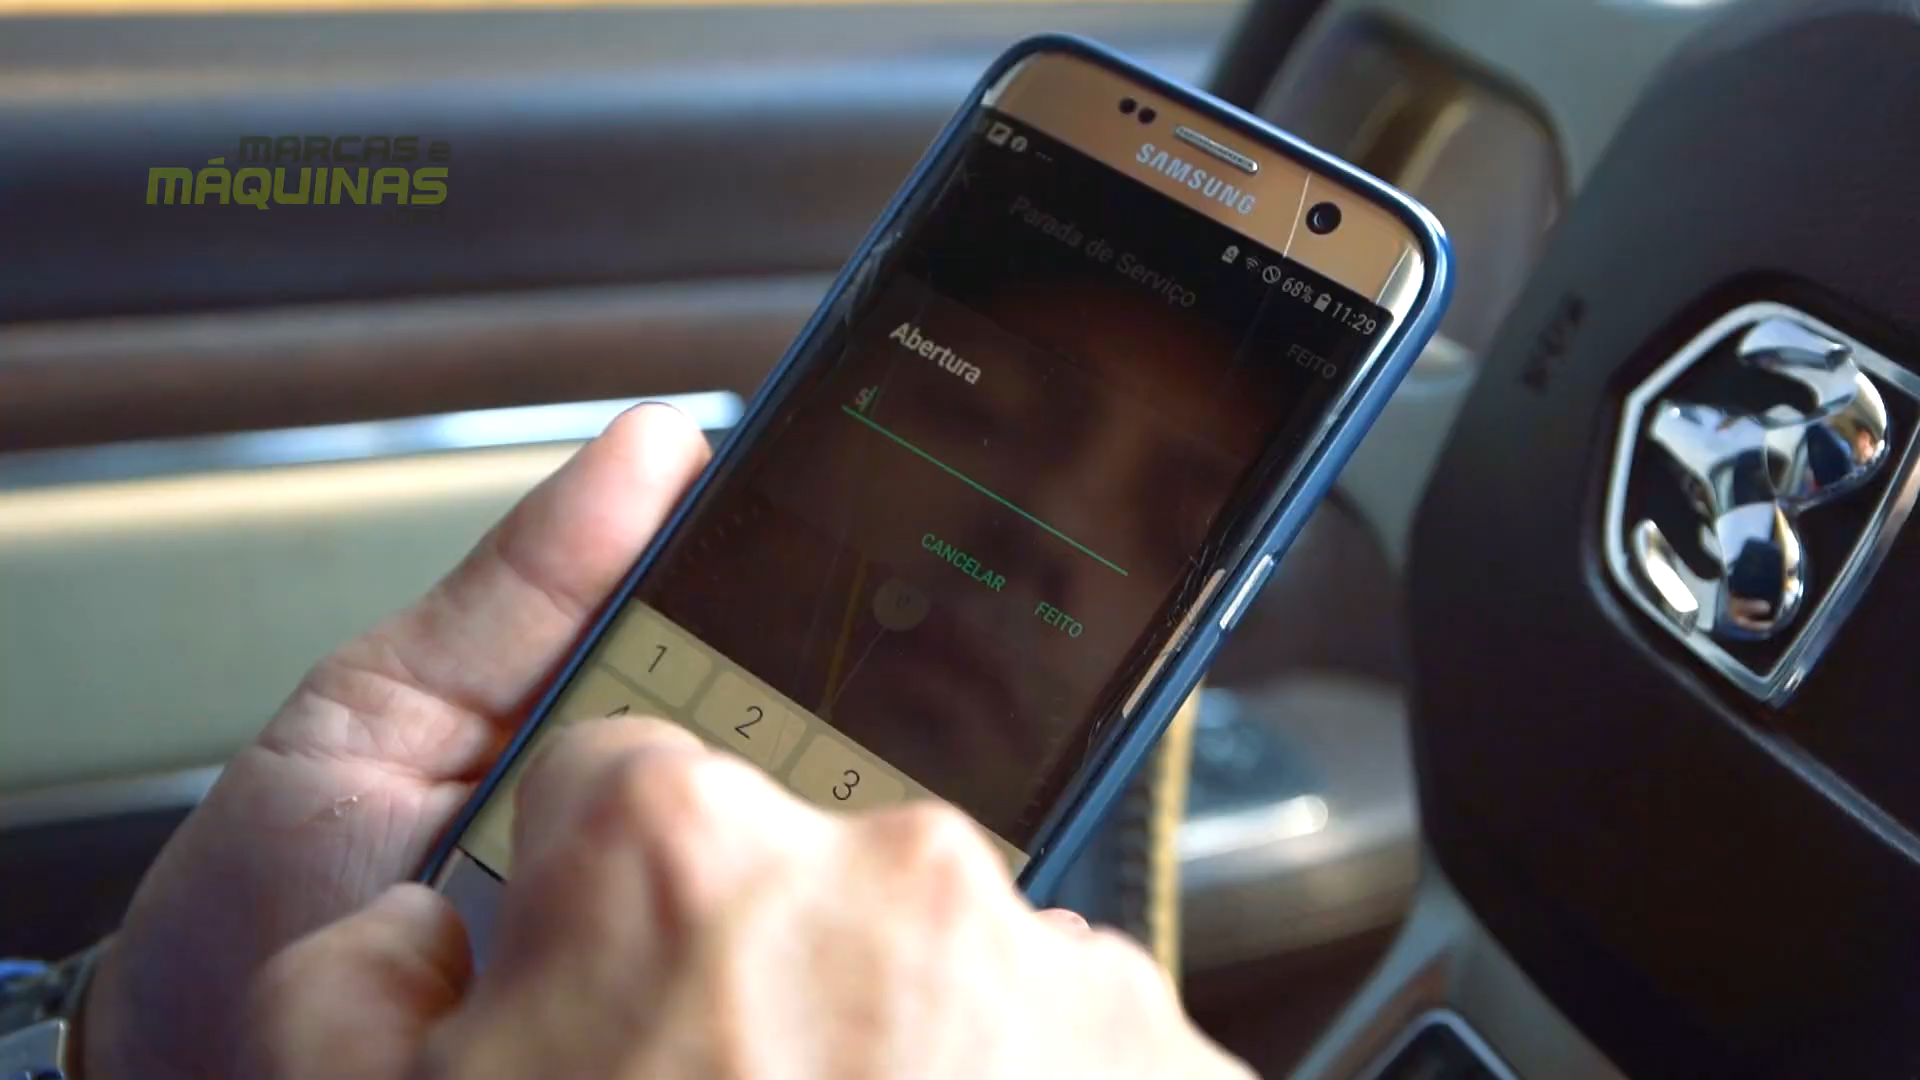 MARCAS e
MÁQUINAS
SAMSUNG
68% 11:29
Parada de Serviço
FEITO
Abertura
CANCELAR
FEITO
1
2
3